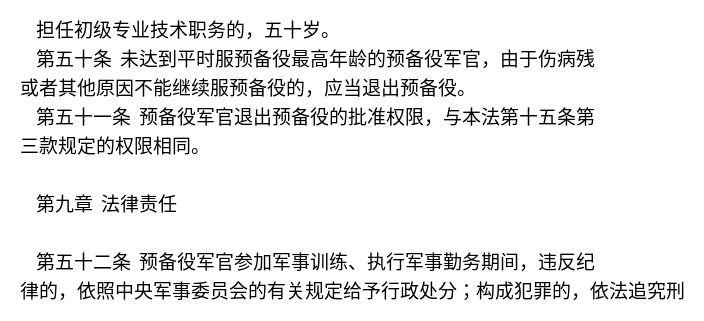 担任初级专业技术职务的，五十岁。
第五十条 未达到平时服预备役最高年龄的预备役军官，由于伤病残
或者其他原因不能继续服预备役的，应当退出预备役。
第五十一条 预备役军官退出预备役的批准权限，与本法第十五条第
三款规定的权限相同。
第九章 法律责任
第五十二条 预备役军官参加军事训练、执行军事勤务期间，违反纪
律的，依照中央军事委员会的有关规定给予行政处分；构成犯罪的，依法追究刑